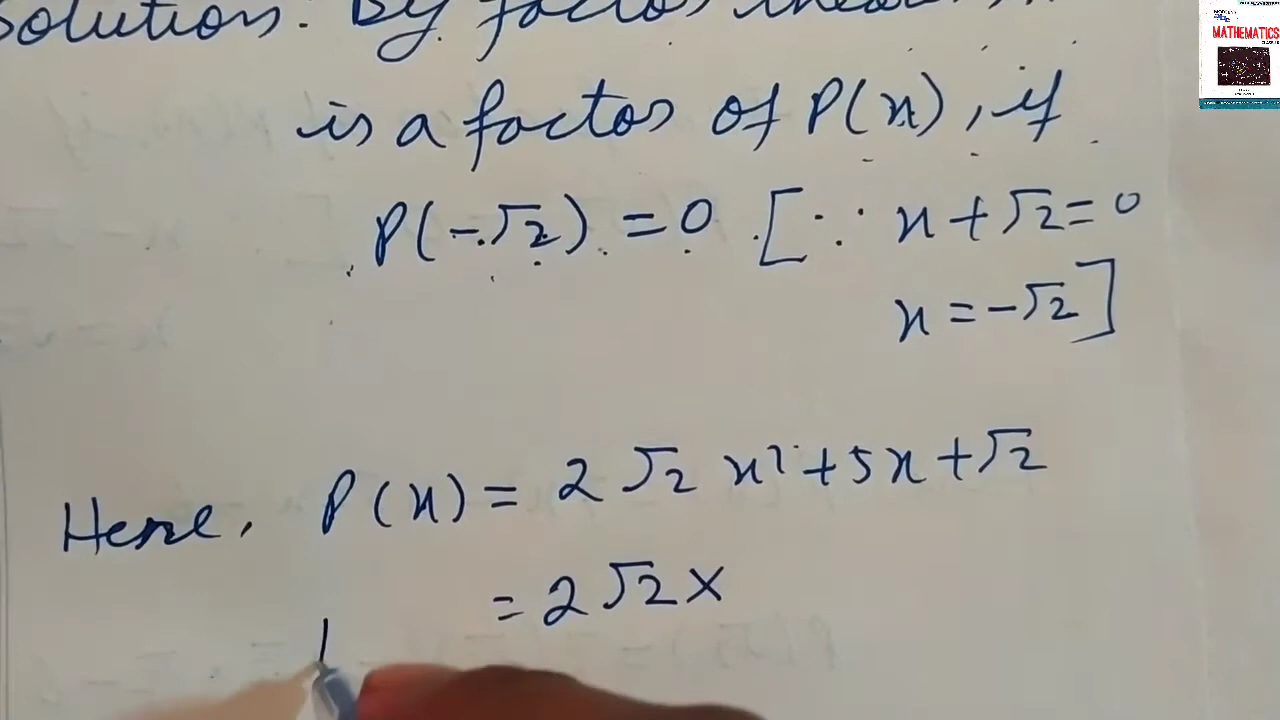 Solution: By factor theorem
is a factor of P(x), if
P(-√2) = 0 [∵ x + √2 = 0
x = -√2]
Here, P(x) = 2√2 x² + 5x + √2
= 2√2 ×
MATHEMATICS